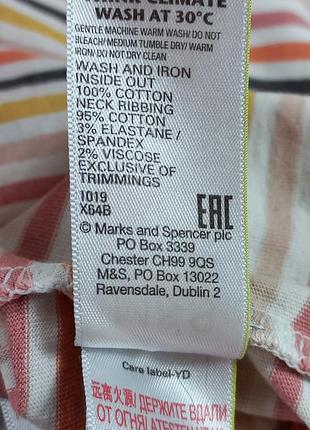 THINK CLIMATE
WASH AT 30°C
GENTLE MACHINE WARM WASH/DO NOT
BLEACH/MEDIUM TUMBLE DRY/WARM
IRON/DO NOT DRY CLEAN
WASH AND IRON
INSIDE OUT
100% COTTON
NECK RIBBING
95% COTTON
3% ELASTANE /
SPANDEX
2% VISCOSE
EXCLUSIVE OF
TRIMMINGS
1019
X64B
EAC
© Marks and Spencer plc
PO Box 3339
Chester CH99 9QS
M&S, PO Box 13022
Ravensdale, Dublin 2
Care label-YD
远离火源! ДЕРЖИТЕ ВДАЛИ
ОТ ОГНЯ!